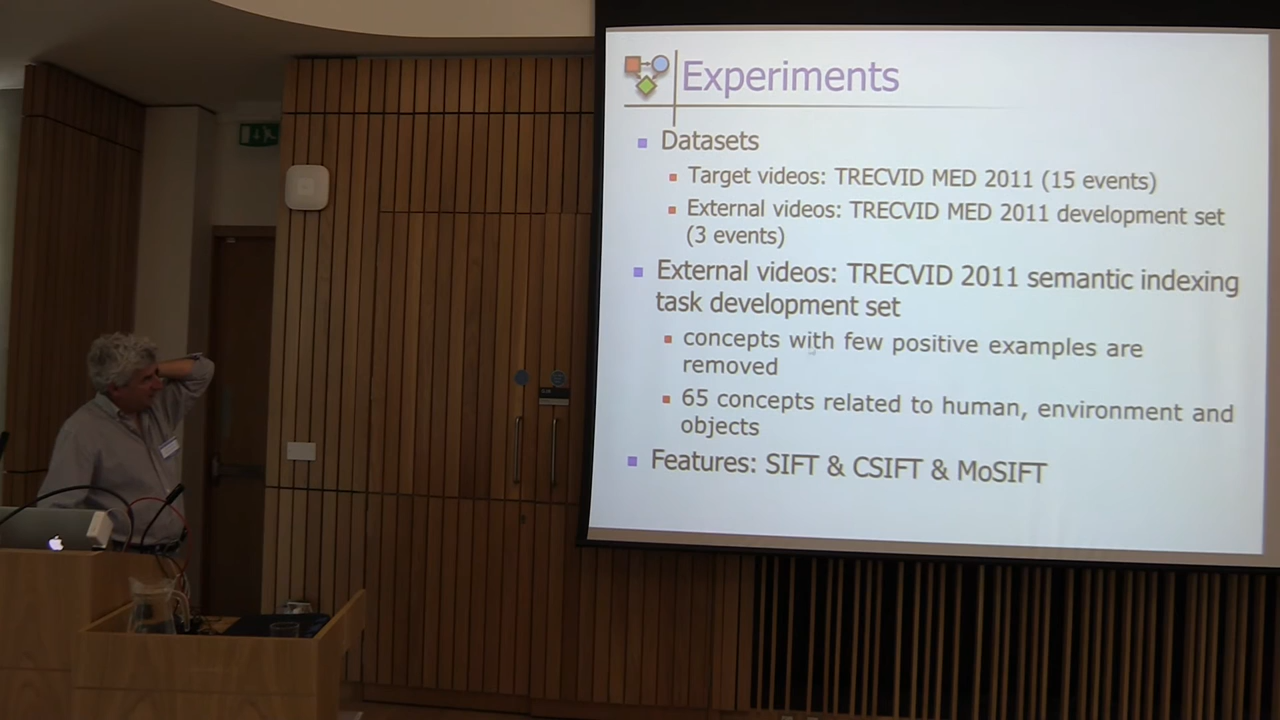 Experiments
Datasets
Target videos: TRECVID MED 2011 (15 events)
External videos: TRECVID MED 2011 development set
(3 events)
External videos: TRECVID 2011 semantic indexing
task development set
concepts with few positive examples are
removed
65 concepts related to human, environment and
objects
Features: SIFT & CSIFT & MoSIFT